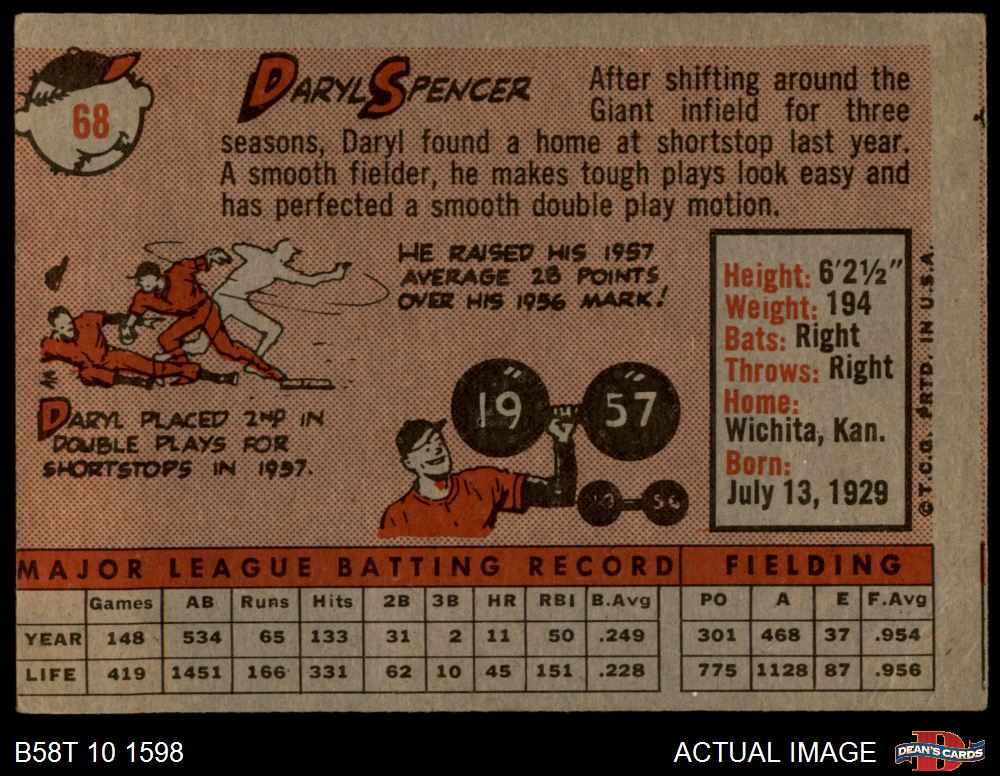 68
DARYL SPENCER
After shifting around the
Giant infield for three
seasons, Daryl found a home at shortstop last year.
A smooth fielder, he makes tough plays look easy and
has perfected a smooth double play motion.
HE RAISED HIS 1957
AVERAGE 28 POINTS
OVER HIS 1956 MARK!
DARYL PLACED 2ND IN
DOUBLE PLAYS FOR
SHORTSTOPS IN 1957.
19 57
56
Height: 6'2½"
Weight: 194
Bats: Right
Throws: Right
Home:
Wichita, Kan.
Born:
July 13, 1929
© T.C.G. PRTD. IN U.S.A.
MAJOR LEAGUE BATTING RECORD FIELDING
Games AB Runs Hits 2B 3B HR RBI B.Avg PO A E F.Avg
YEAR 148 534 65 133 31 2 11 50 .249 301 468 37 .954
LIFE 419 1451 166 331 62 10 45 151 .228 775 1128 87 .956
B58T 10 1598
ACTUAL IMAGE
DEAN'S CARDS